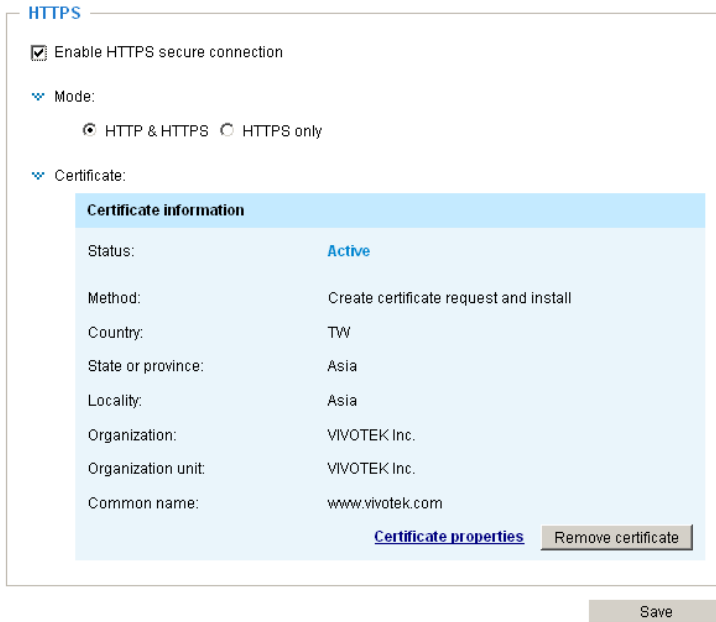 HTTPS
Enable HTTPS secure connection
Mode:
HTTP & HTTPS HTTPS only
Certificate:
Certificate information
Status: Active
Method: Create certificate request and install
Country: TW
State or province: Asia
Locality: Asia
Organization: VIVOTEK Inc.
Organization unit: VIVOTEK Inc.
Common name: www.vivotek.com
Certificate properties Remove certificate
Save